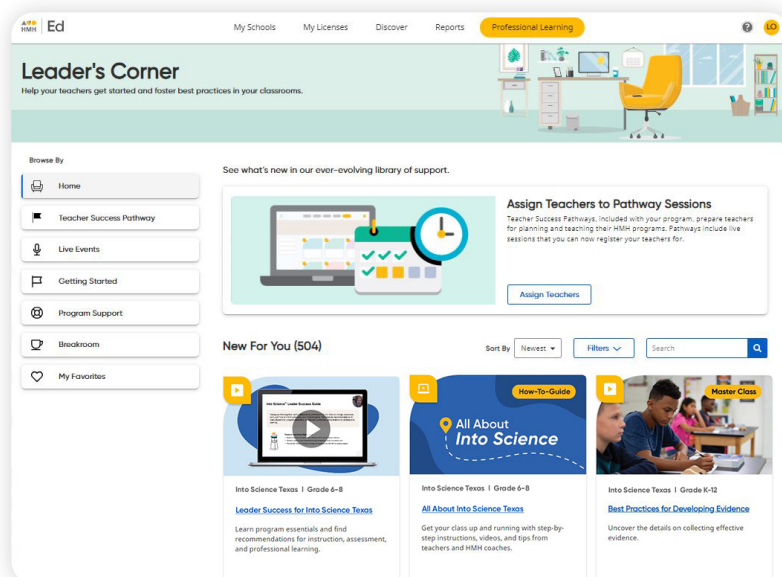 HMH
Ed
My Schools
My Licenses
Discover
Reports
Professional Learning
?
LO
Leader's Corner
Help your teachers get started and foster best practices in your classrooms.
Browse By
Home
Teacher Success Pathway
Live Events
Getting Started
Program Support
Breakroom
My Favorites
See what's new in our ever-evolving library of support.
Assign Teachers to Pathway Sessions
Teacher Success Pathways, included with your program, prepare teachers
for planning and teaching their HMH programs. Pathways include live
sessions that you can now register your teachers for.
Assign Teachers
New For You (504)
Sort By
Newest
Filters
Search
Into Science Texas | Grade 6-8
Leader Success for Into Science Texas
Learn program essentials and find
recommendations for instruction, assessment,
and professional learning.
How-To-Guide
All About
Into Science
Into Science Texas | Grade 6-8
All About Into Science Texas
Get your class up and running with step-by-
step instructions, videos, and tips from
teachers and HMH coaches.
Master Class
Into Science Texas | Grade K-12
Best Practices for Developing Evidence
Uncover the details on collecting effective
evidence.